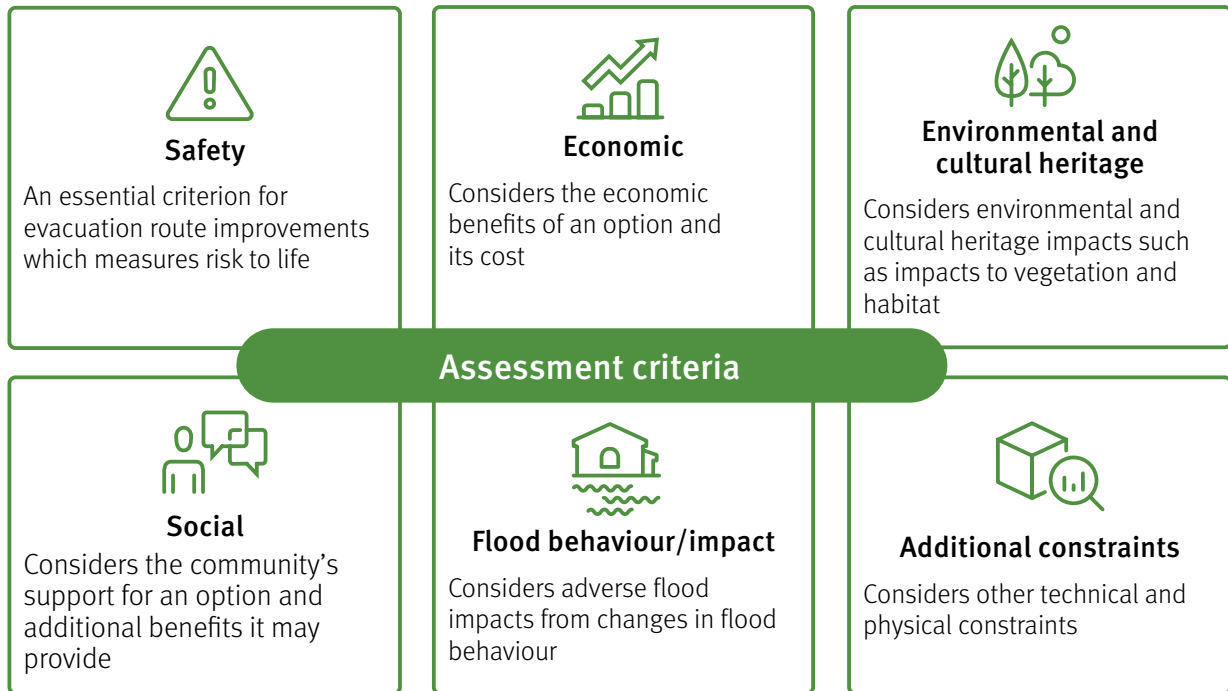 Safety
An essential criterion for
evacuation route improvements
which measures risk to life
Economic
Considers the economic
benefits of an option and
its cost
Environmental and
cultural heritage
Considers environmental and
cultural heritage impacts such
as impacts to vegetation and
habitat
Assessment criteria
Social
Considers the community’s
support for an option and
additional benefits it may
provide
Flood behaviour/impact
Considers adverse flood
impacts from changes in flood
behaviour
Additional constraints
Considers other technical and
physical constraints